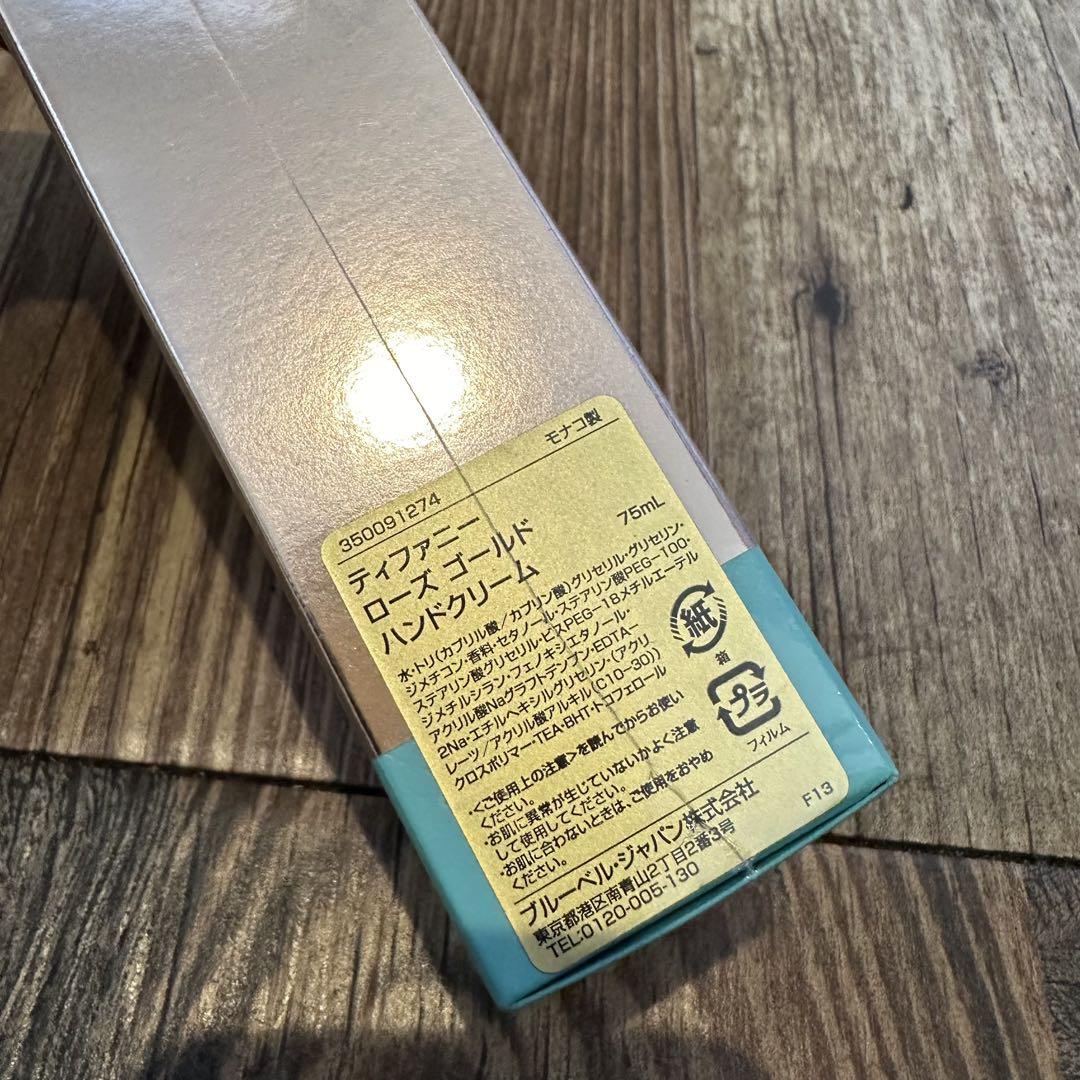 350091274
モナコ製
ティファニー
ローズ ゴールド
ハンドクリーム
75mL
水・トリ(カプリル酸/カプリン酸)グリセリル・グリセリン・
ジメチコン・香料・セタノール・ステアリン酸PEG-100・
ステアリン酸グリセリル・ビスPEG-18メチルエーテル
ジメチルシラン・フェノキシエタノール・
アクリル酸Naグラフトデンプン・EDTA-
2Na・エチルヘキシルグリセリン・(アクリ
レーツ/アクリル酸アルキル(C10-30))
クロスポリマー・TEA・BHT・トコフェロール
・<ご使用上の注意>を読んでからお使い
ください。
・お肌に異常が生じていないかよく注意
して使用してください。
・お肌に合わないときは、ご使用をおやめ
ください。
紙
箱
プラ
フィルム
ブルーベル・ジャパン株式会社
東京都港区南青山2丁目2番3号
TEL:0120-005-130
F13